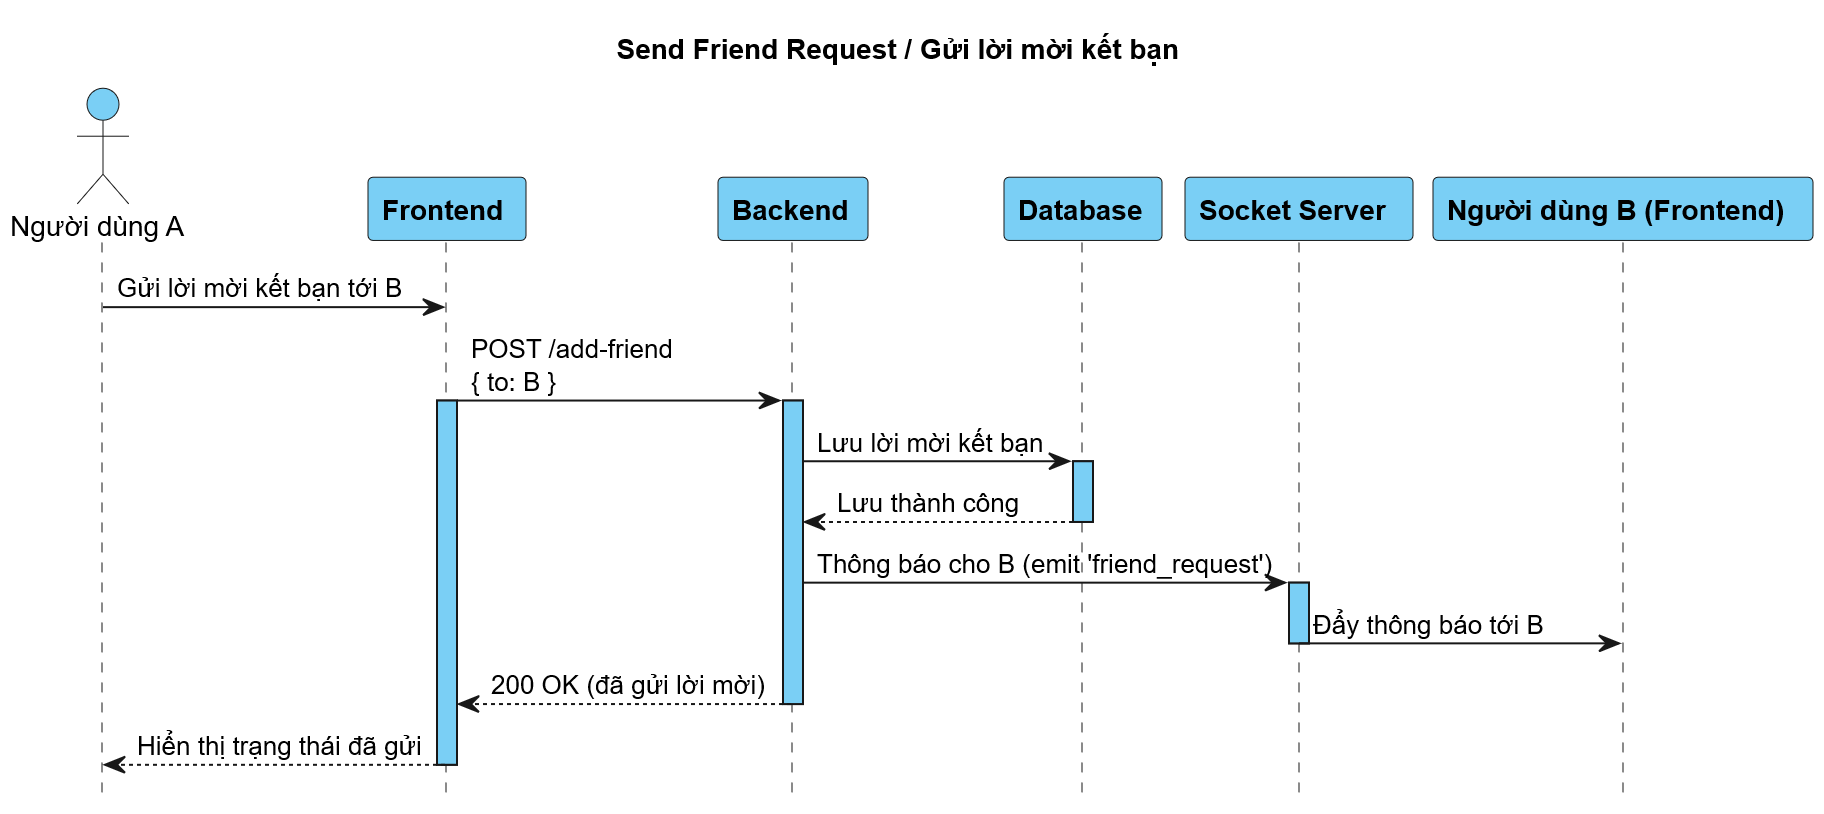 Send Friend Request / Gửi lời mời kết bạn
Người dùng A
Frontend
Backend
Database
Socket Server
Người dùng B (Frontend)
Gửi lời mời kết bạn tới B
POST /add-friend
{ to: B }
Lưu lời mời kết bạn
Lưu thành công
Thông báo cho B (emit 'friend_request')
Đẩy thông báo tới B
200 OK (đã gửi lời mời)
Hiển thị trạng thái đã gửi